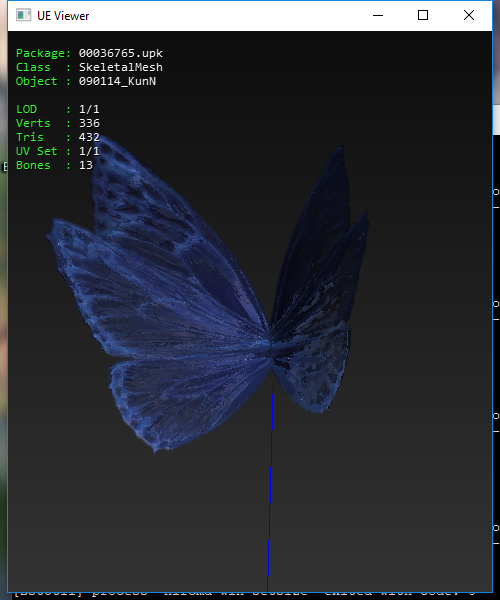 UE Viewer
Package: 00036765.upk
Class : SkeletalMesh
Object : 090114_KunN
LOD : 1/1
Verts : 336
Tris : 432
UV Set : 1/1
Bones : 13